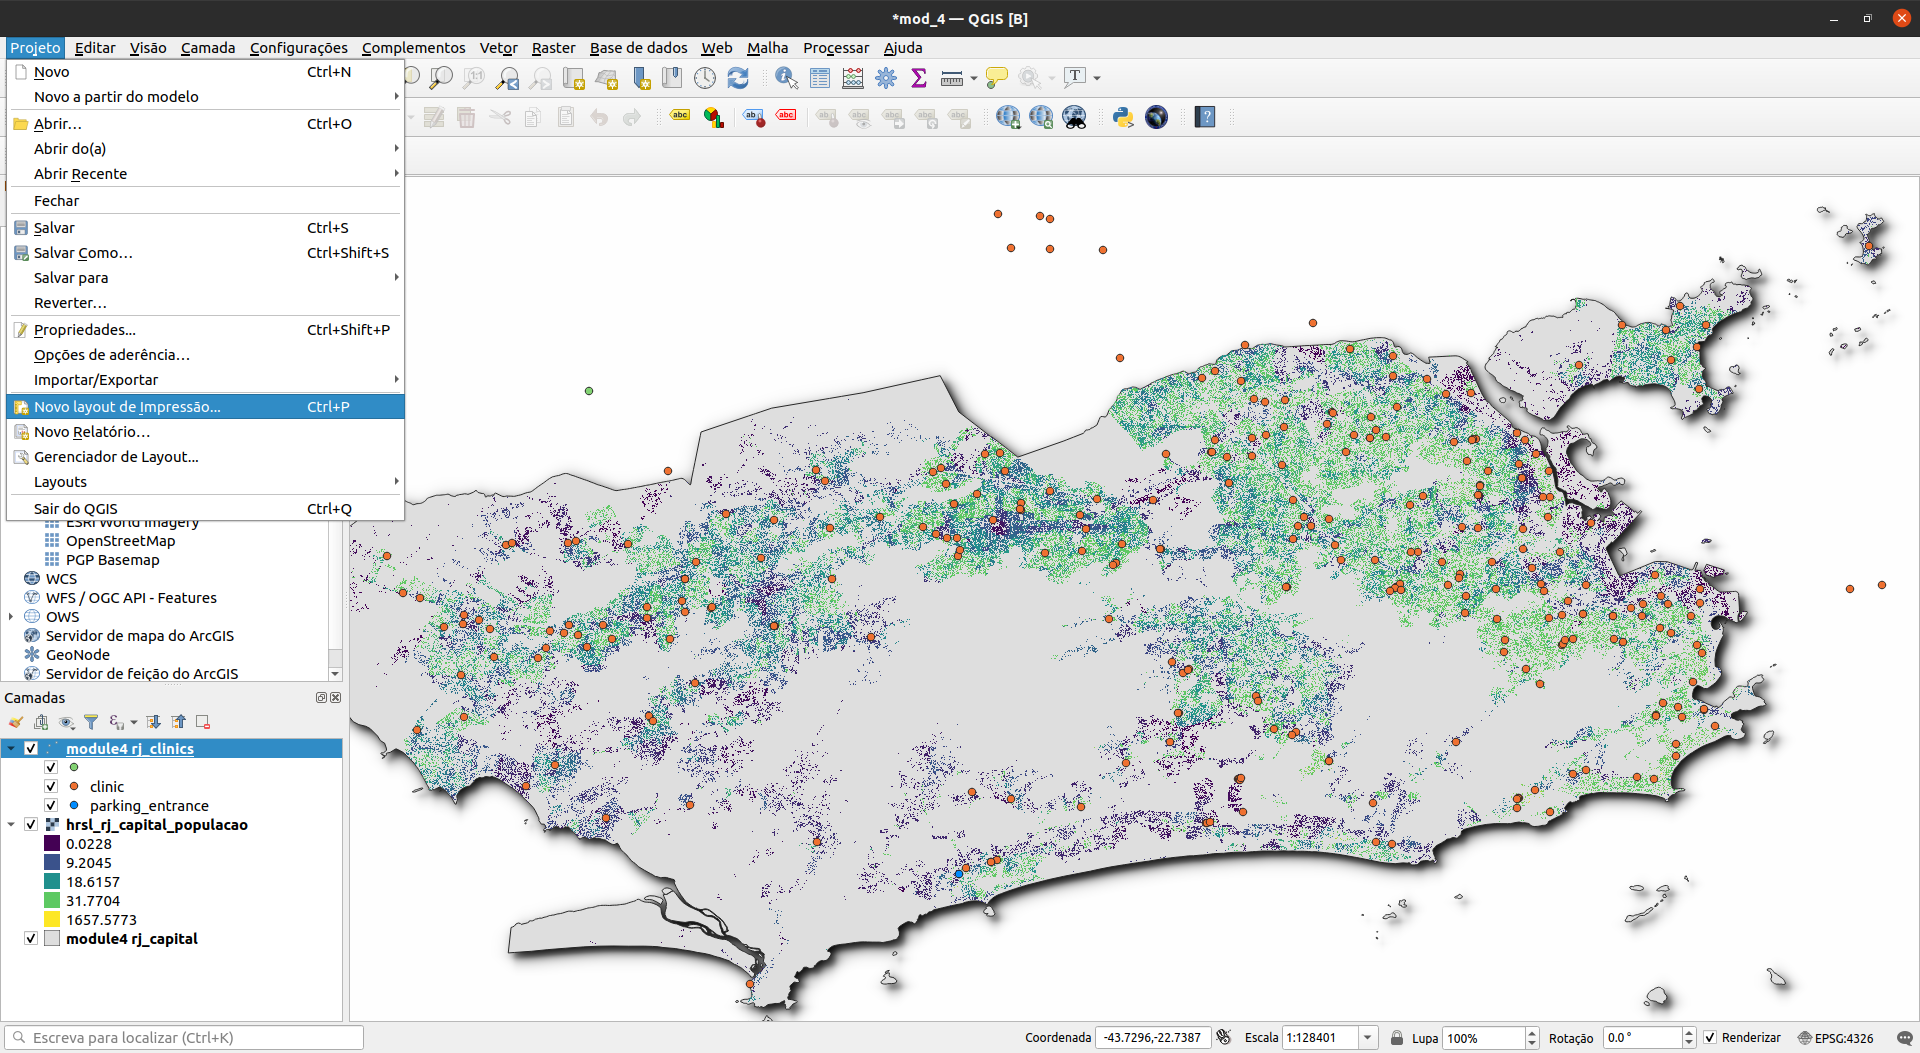 *mod_4 — QGIS [B]
Projeto Editar Visão Camada Configurações Complementos Vetor Raster Base de dados Web Malha Processar Ajuda
Novo Ctrl+N
Novo a partir do modelo
Abrir… Ctrl+O
Abrir do(a)
Abrir Recente
Fechar
Salvar Ctrl+S
Salvar Como… Ctrl+Shift+S
Salvar para
Reverter…
Propriedades... Ctrl+Shift+P
Opções de aderência…
Importar/Exportar
Novo layout de Impressão... Ctrl+P
Novo Relatório…
Gerenciador de Layout...
Layouts
Sair do QGIS Ctrl+Q
ESRI World Imagery
OpenStreetMap
PGP Basemap
WCS
WFS / OGC API - Features
OWS
Servidor de mapa do ArcGIS
GeoNode
Servidor de feição do ArcGIS
Camadas
module4 rj_clinics
clinic
parking_entrance
hrsl_rj_capital_populacao
0.0228
9.2045
18.6157
31.7704
1657.5773
module4 rj_capital
Escreva para localizar (Ctrl+K)
Coordenada -43.7296,-22.7387 Escala 1:128401 Lupa 100% Rotação 0.0 ° Renderizar EPSG:4326